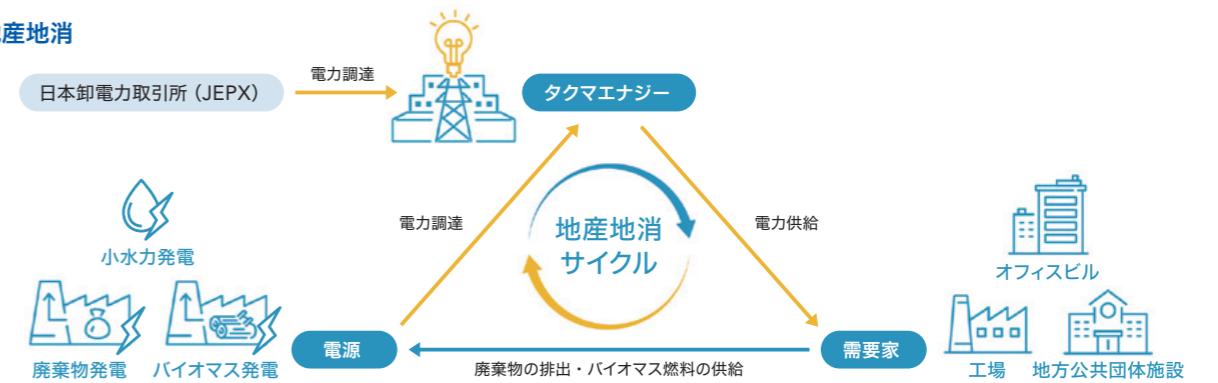 産地消
電力調達
日本卸電力取引所（JEPX）
タクマエナジー
電力調達
地産地消
サイクル
電力供給
小水力発電
オフィスビル
廃棄物発電
バイオマス発電
電源
廃棄物の排出・バイオマス燃料の供給
需要家
工場
地方公共団体施設